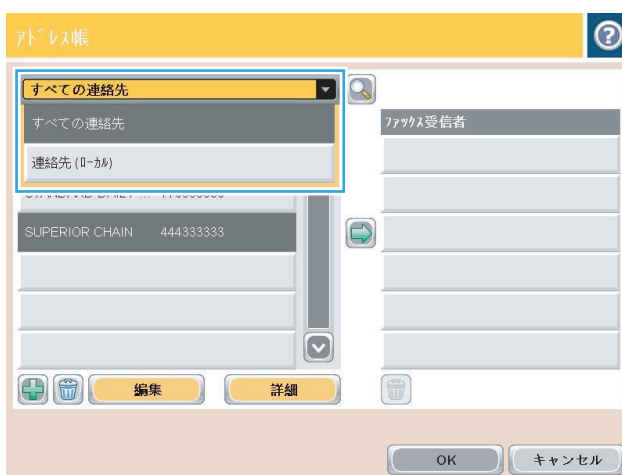 アドレス帳
すべての連絡先
すべての連絡先
ファックス受信者
連絡先 (ローカル)
SUPERIOR CHAIN 444333333
編集
詳細
OK
キャンセル